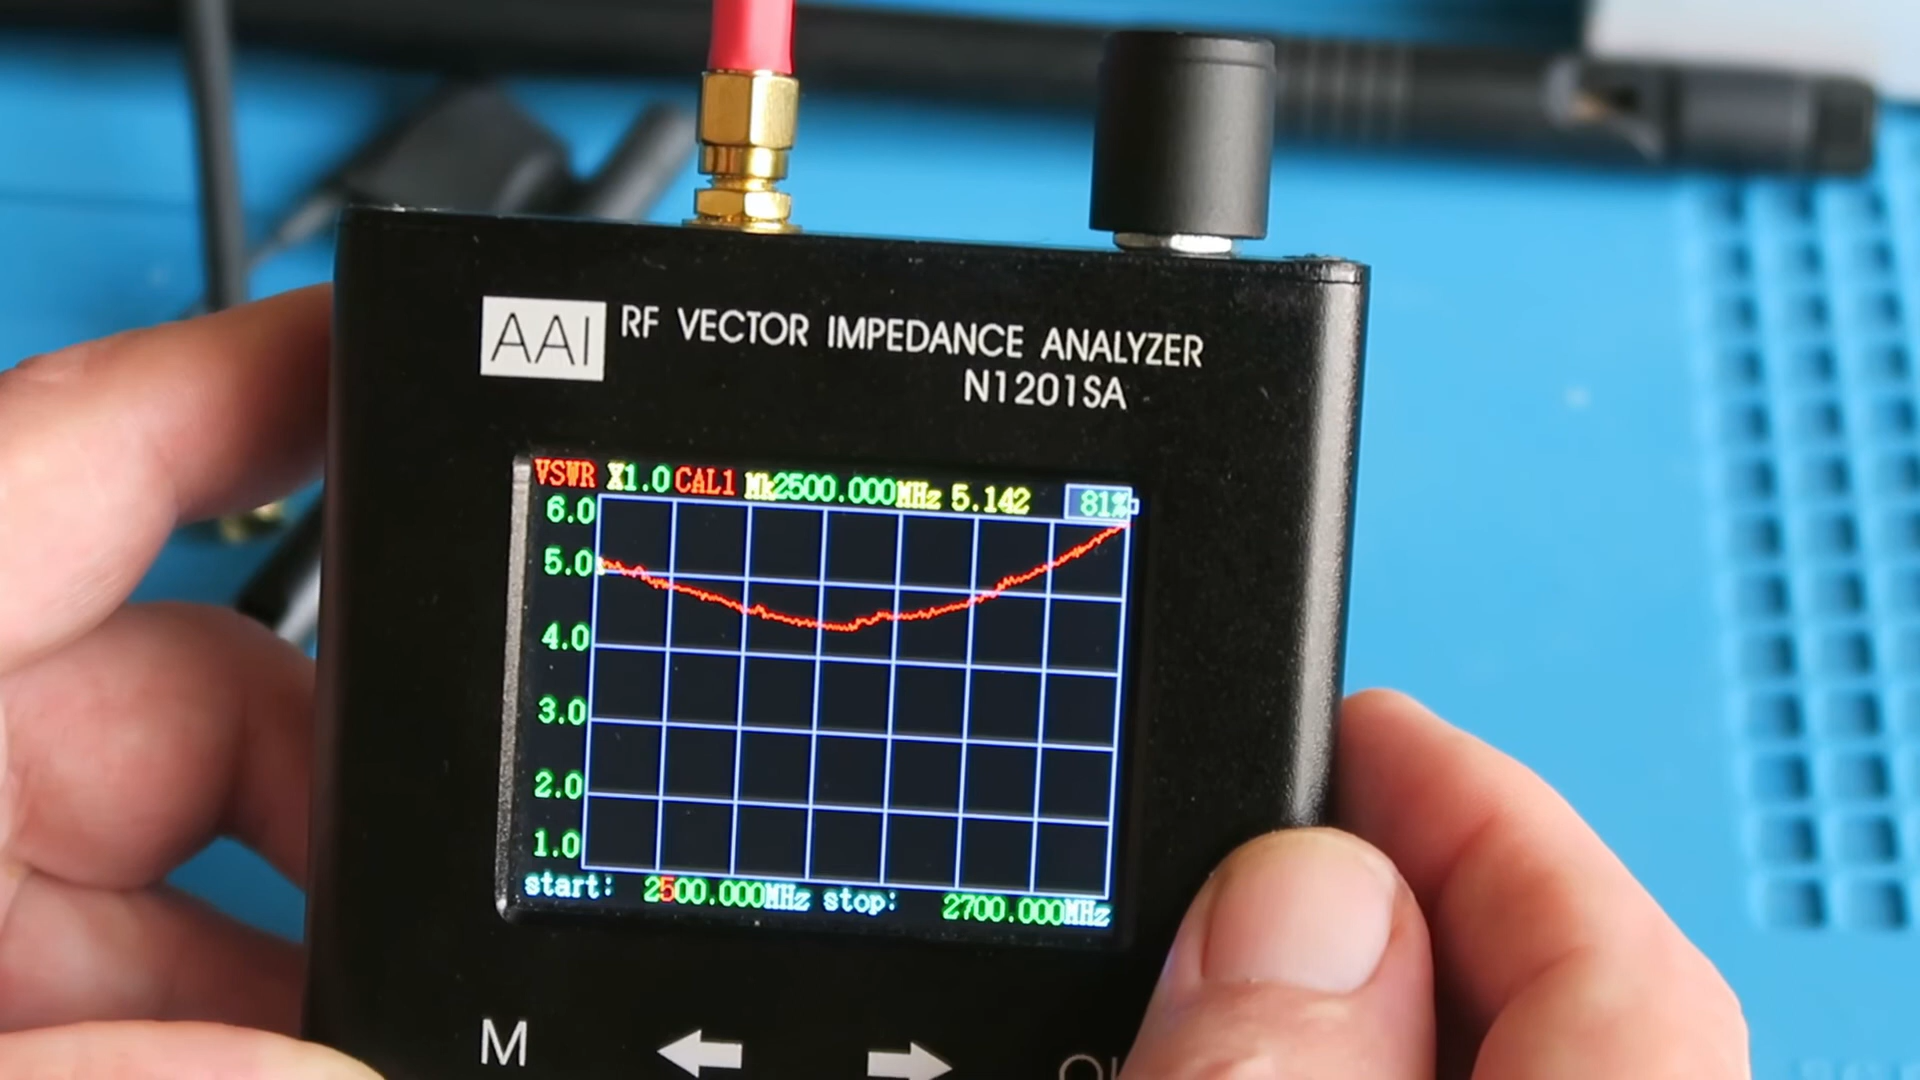 AAI RF VECTOR IMPEDANCE ANALYZER
N1201SA
VSWR X1.0 CAL1 Mk2500.000MHz 5.142 81%
6.0
5.0
4.0
3.0
2.0
1.0
start: 2500.000MHz stop: 2700.000MHz
M